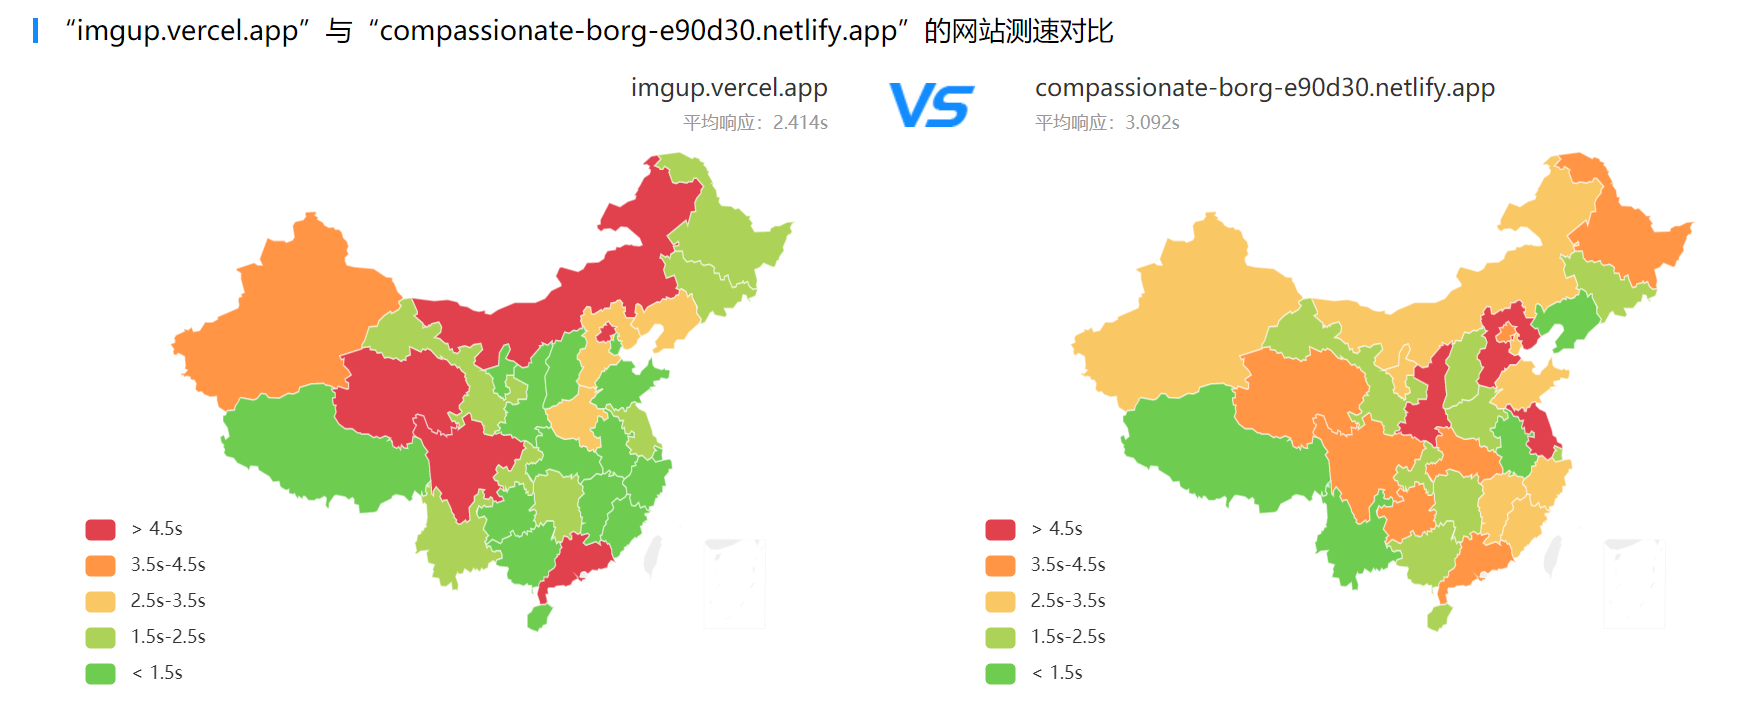 “imgup.vercel.app”与“compassionate-borg-e90d30.netlify.app”的网站测速对比
imgup.vercel.app
平均响应：2.414s
VS
compassionate-borg-e90d30.netlify.app
平均响应：3.092s
> 4.5s
3.5s-4.5s
2.5s-3.5s
1.5s-2.5s
< 1.5s
> 4.5s
3.5s-4.5s
2.5s-3.5s
1.5s-2.5s
< 1.5s